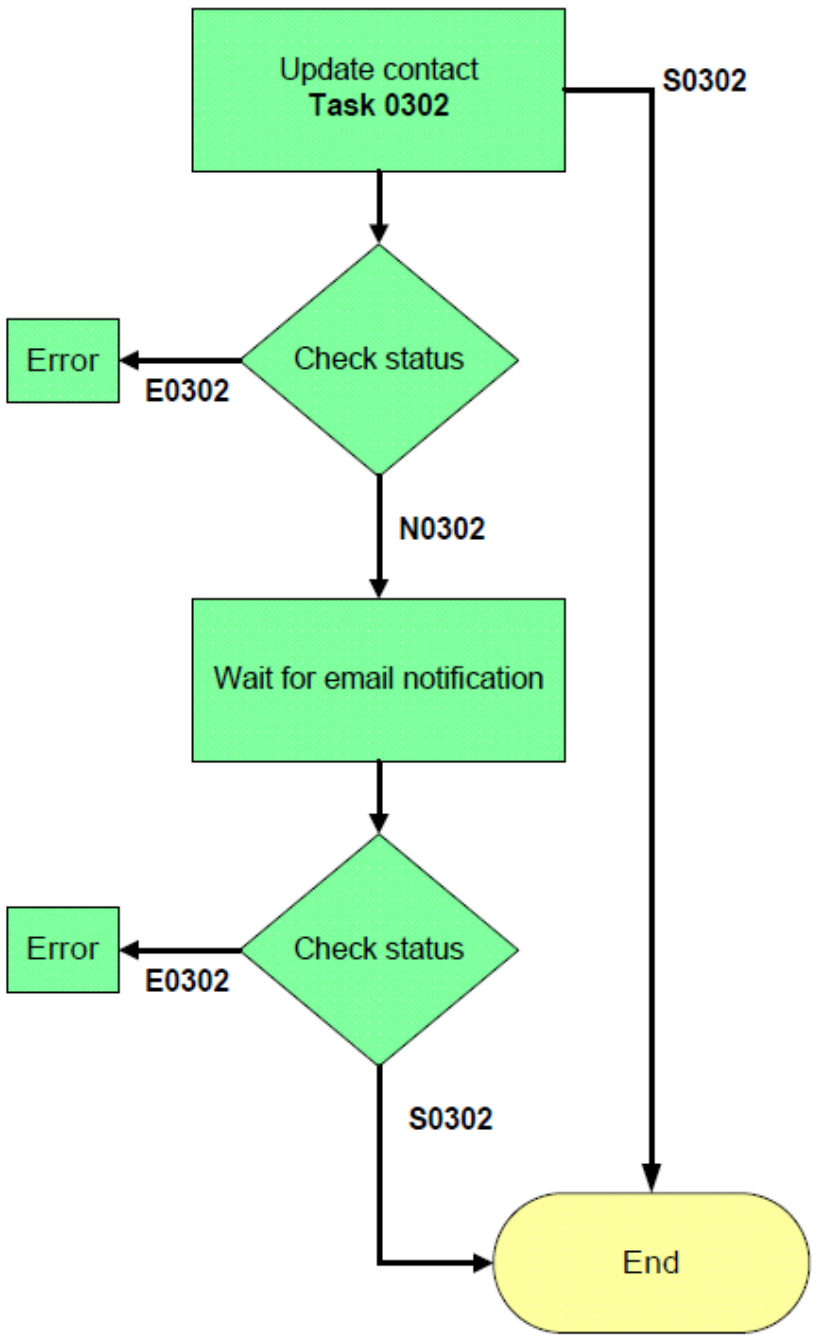 Update contact
Task 0302
S0302
Check status
Error
E0302
N0302
Wait for email notification
Check status
Error
E0302
S0302
End